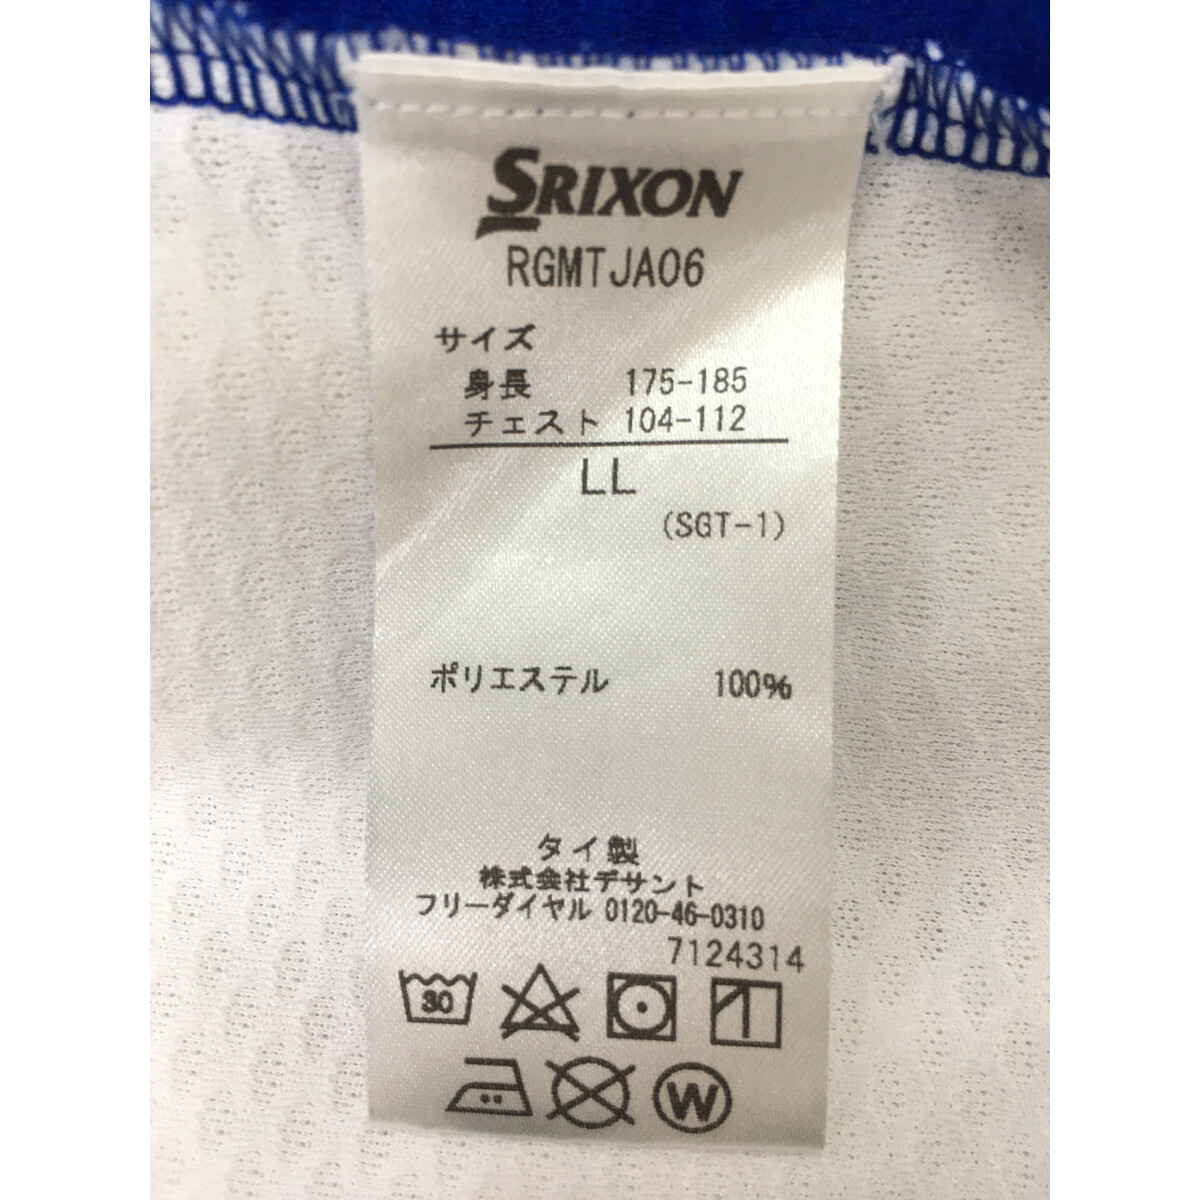 SRIXON
RGMTJA06
サイズ
身長 175-185
チェスト 104-112
LL
(SGT-1)
ポリエステル 100%
タイ製
株式会社デサント
フリーダイヤル 0120-46-0310
7124314
30
W